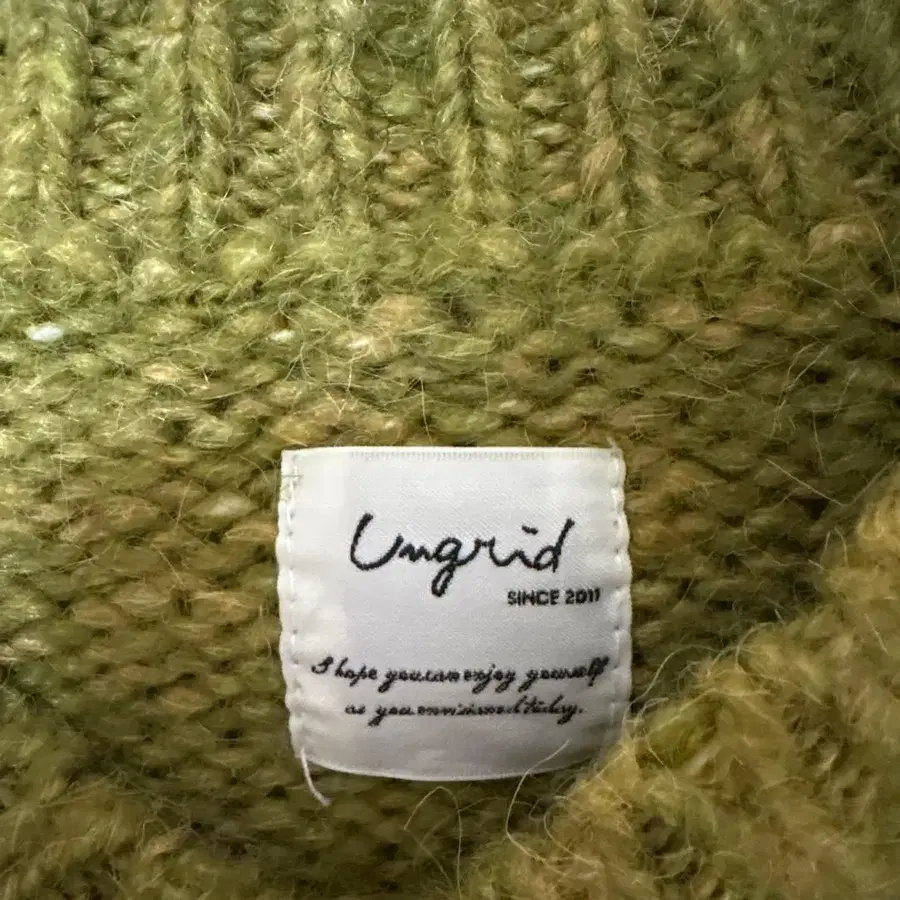 Ungrid
SINCE 2011
I hope you can enjoy yourself
as you envisioned today.